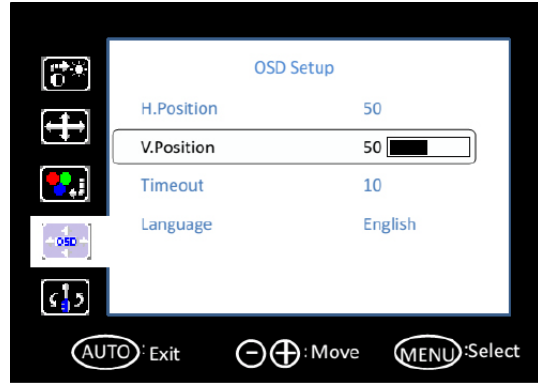 OSD Setup
H.Position 50
V.Position 50
Timeout 10
Language English
OSD
AUTO : Exit - + : Move MENU :Select